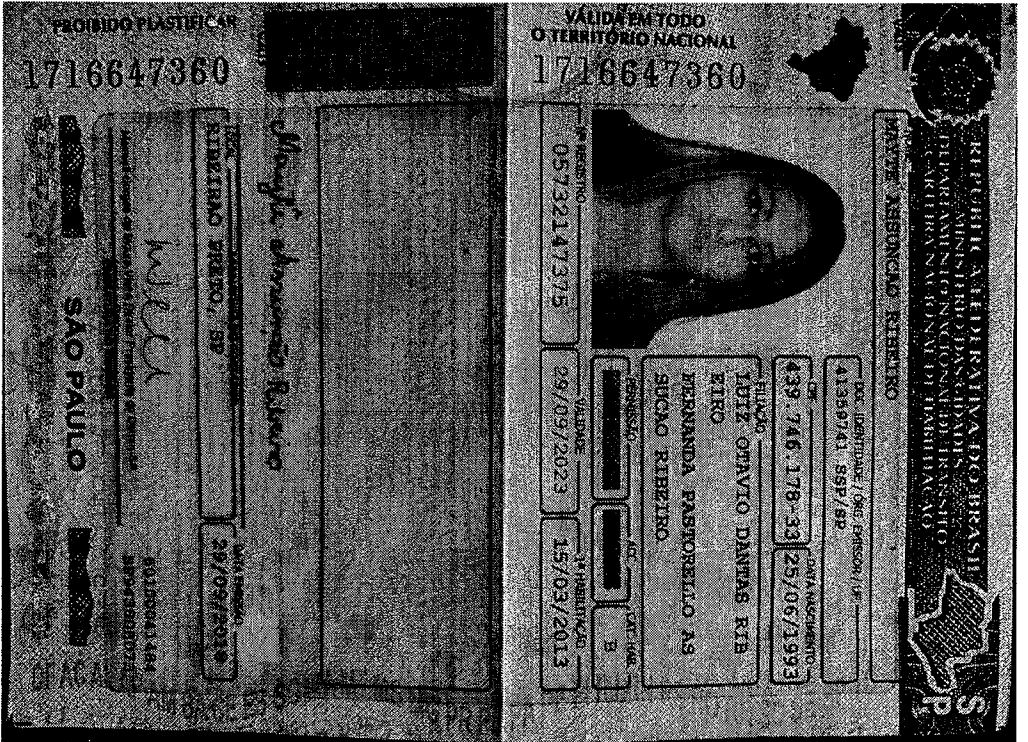 REPÚBLICA FEDERATIVA DO BRASIL
MINISTÉRIO DAS CIDADES
DEPARTAMENTO NACIONAL DE TRÂNSITO
CARTEIRA NACIONAL DE HABILITAÇÃO
SP
ASSUNCAO RIBEIRO
DOC. IDENTIDADE / ÓRG. EMISSOR / UF
SSP/SP
CPF
439.746.178-33
DATA NASCIMENTO
25/06/1993
FILIAÇÃO
LUIZ OTAVIO DANTAS RIB
EIRO
FERNANDA PASTORRELLO AS
SUCAO RIBEIRO
PERMISSÃO
ACC
CAT. HAB.
B
Nº REGISTRO
05732147375
VALIDADE
29/09/2023
1ª HABILITAÇÃO
15/03/2013
VÁLIDA EM TODO
O TERRITÓRIO NACIONAL
1716647360
PROIBIDO PLASTIFICAR
1716647360
Assunção Ribeiro
LOCAL
RIBEIRAO PRETO, SP
DATA EMISSÃO
29/09/2018
SÃO PAULO